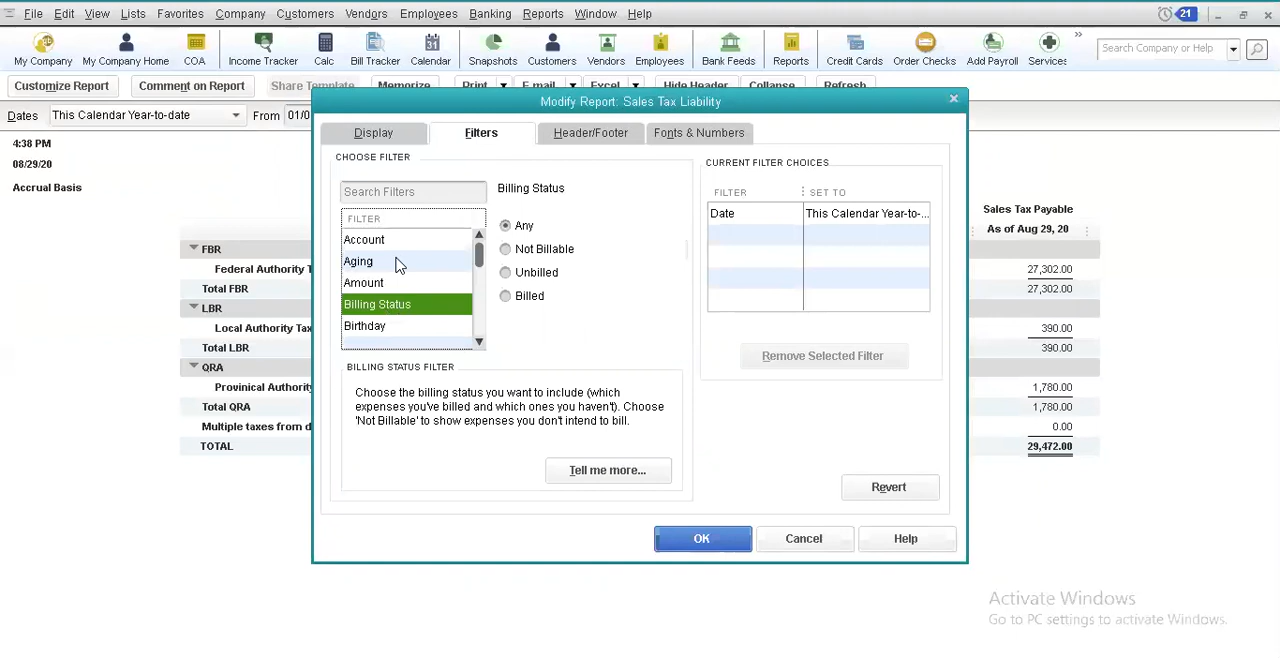 File Edit View Lists Favorites Company Customers Vendors Employees Banking Reports Window Help 21
My Company My Company Home COA Income Tracker Calc Bill Tracker Calendar Snapshots Customers Vendors Employees Bank Feeds Reports Credit Cards Order Checks Add Payroll Services Search Company or Help
Customize Report Comment on Report Share Template Memorize Print E-mail Excel Hide Header Collapse Refresh
Dates This Calendar Year-to-date From 01/0
4:38 PM
08/29/20
Accrual Basis
Sales Tax Payable
As of Aug 29, 20
FBR
Federal Authority T 27,302.00
Total FBR 27,302.00
LBR
Local Authority Tax 390.00
Total LBR 390.00
QRA
Provinical Authority 1,780.00
Total QRA 1,780.00
Multiple taxes from d 0.00
TOTAL 29,472.00
Modify Report: Sales Tax Liability
Display Filters Header/Footer Fonts & Numbers
CHOOSE FILTER
Search Filters
FILTER
Account
Aging
Amount
Billing Status
Birthday
Billing Status
Any
Not Billable
Unbilled
Billed
BILLING STATUS FILTER
Choose the billing status you want to include (which
expenses you've billed and which ones you haven't). Choose
'Not Billable' to show expenses you don't intend to bill.
Tell me more...
CURRENT FILTER CHOICES
FILTER SET TO
Date This Calendar Year-to-...
Remove Selected Filter
Revert
OK Cancel Help
Activate Windows
Go to PC settings to activate Windows.